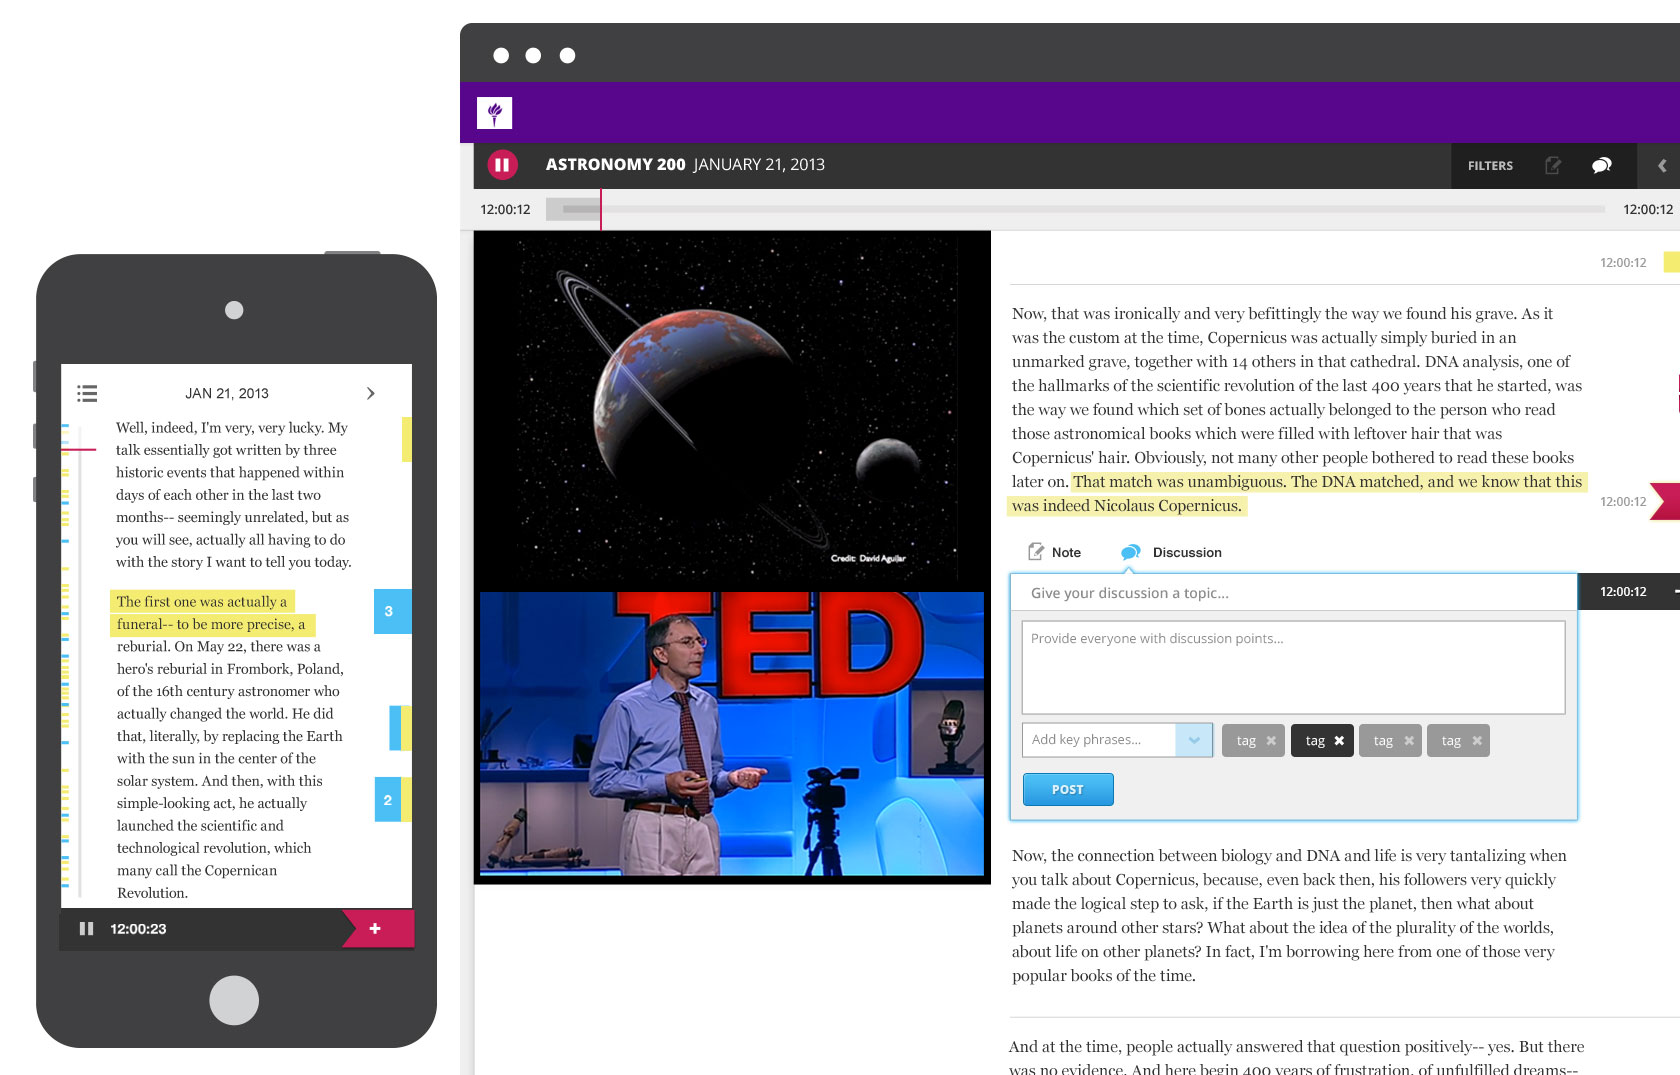 JAN 21, 2013
Well, indeed, I'm very, very lucky. My
talk essentially got written by three
historic events that happened within
days of each other in the last two
months-- seemingly unrelated, but as
you will see, actually all having to do
with the story I want to tell you today.
The first one was actually a
funeral-- to be more precise, a
reburial. On May 22, there was a
hero's reburial in Frombork, Poland,
of the 16th century astronomer who
actually changed the world. He did
that, literally, by replacing the Earth
with the sun in the center of the
solar system. And then, with this
simple-looking act, he actually
launched the scientific and
technological revolution, which
many call the Copernican
Revolution.
3
2
12:00:23
+
ASTRONOMY 200 JANUARY 21, 2013
FILTERS
12:00:12
12:00:12
Credit: David Aguilar
TED
12:00:12
Now, that was ironically and very befittingly the way we found his grave. As it
was the custom at the time, Copernicus was actually simply buried in an
unmarked grave, together with 14 others in that cathedral. DNA analysis, one of
the hallmarks of the scientific revolution of the last 400 years that he started, was
the way we found which set of bones actually belonged to the person who read
those astronomical books which were filled with leftover hair that was
Copernicus' hair. Obviously, not many other people bothered to read these books
later on. That match was unambiguous. The DNA matched, and we know that this
was indeed Nicolaus Copernicus.
12:00:12
Note
Discussion
Give your discussion a topic...
12:00:12
Provide everyone with discussion points...
Add key phrases...
tag
tag
tag
tag
POST
Now, the connection between biology and DNA and life is very tantalizing when
you talk about Copernicus, because, even back then, his followers very quickly
made the logical step to ask, if the Earth is just the planet, then what about
planets around other stars? What about the idea of the plurality of the worlds,
about life on other planets? In fact, I'm borrowing here from one of those very
popular books of the time.
And at the time, people actually answered that question positively-- yes. But there
was no evidence. And here begin 400 years of frustration, of unfulfilled dreams--